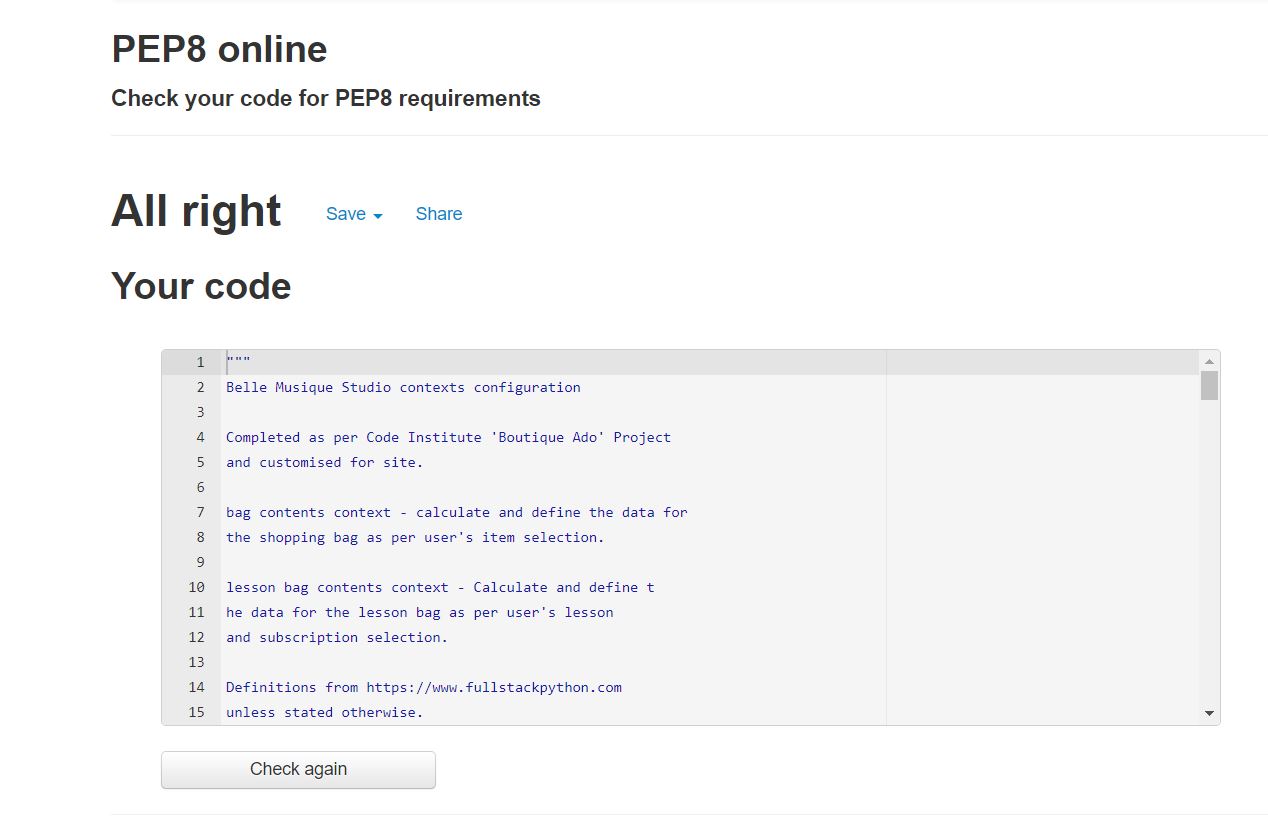 PEP8 online
Check your code for PEP8 requirements
All right Save Share
Your code
1 """
2 Belle Musique Studio contexts configuration
3
4 Completed as per Code Institute 'Boutique Ado' Project
5 and customised for site.
6
7 bag contents context - calculate and define the data for
8 the shopping bag as per user's item selection.
9
10 lesson bag contents context - Calculate and define t
11 he data for the lesson bag as per user's lesson
12 and subscription selection.
13
14 Definitions from https://www.fullstackpython.com
15 unless stated otherwise.
Check again